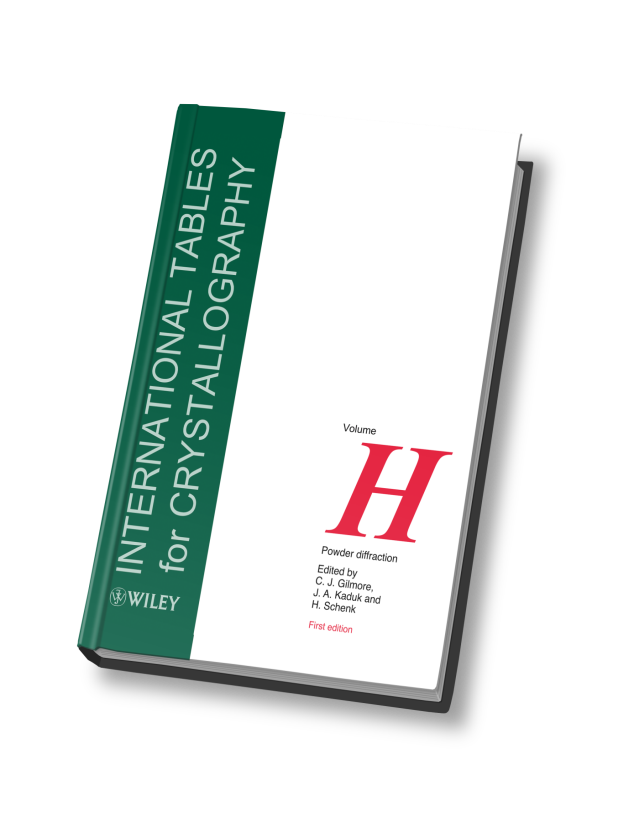 INTERNATIONAL TABLES
for CRYSTALLOGRAPHY
WILEY
Volume
H
Powder diffraction
Edited by
C. J. Gilmore,
J. A. Kaduk and
H. Schenk
First edition